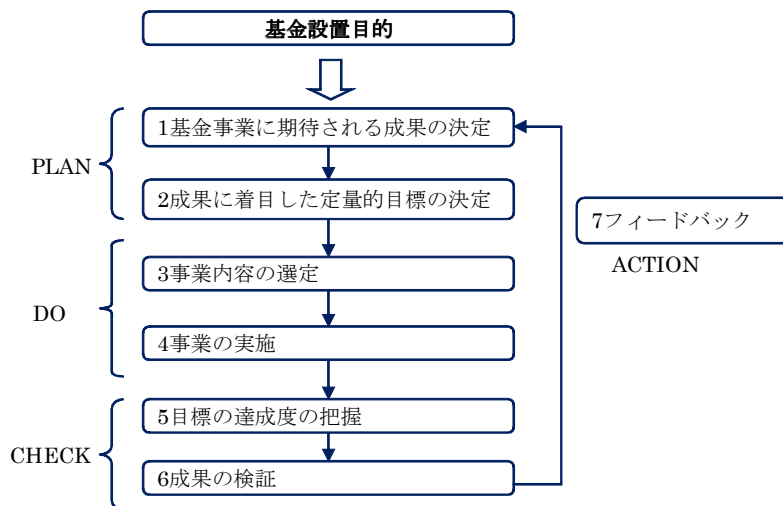 基金設置目的
PLAN
1基金事業に期待される成果の決定
2成果に着目した定量的目標の決定
DO
3事業内容の選定
4事業の実施
CHECK
5目標の達成度の把握
6成果の検証
7フィードバック
ACTION